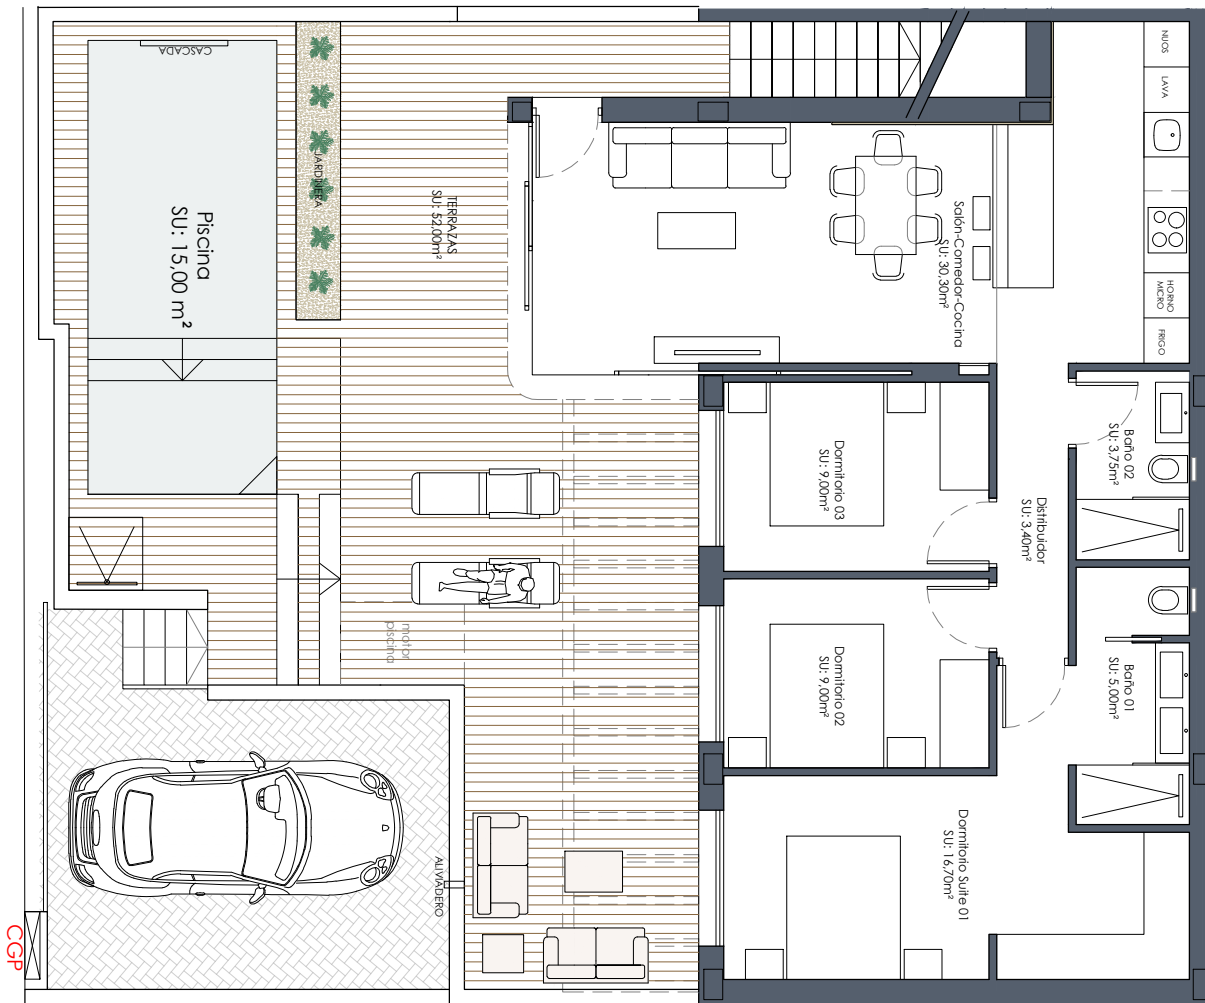 CASCADA
Piscina
SU: 15,00 m²
JARDINERA
TERRAZAS
SU: 52,00m²
Salón-Comedor-Cocina
SU: 30,30m²
NUOS
LAVA
HORNO
MICRO
FRIGO
Baño 02
SU: 3,75m²
Dormitorio 03
SU: 9,00m²
Distribuidor
SU: 3,40m²
Dormitorio 02
SU: 9,00m²
Baño 01
SU: 5,00m²
Dormitorio Suite 01
SU: 16,70m²
motor
piscina
ALIVIADERO
CGP